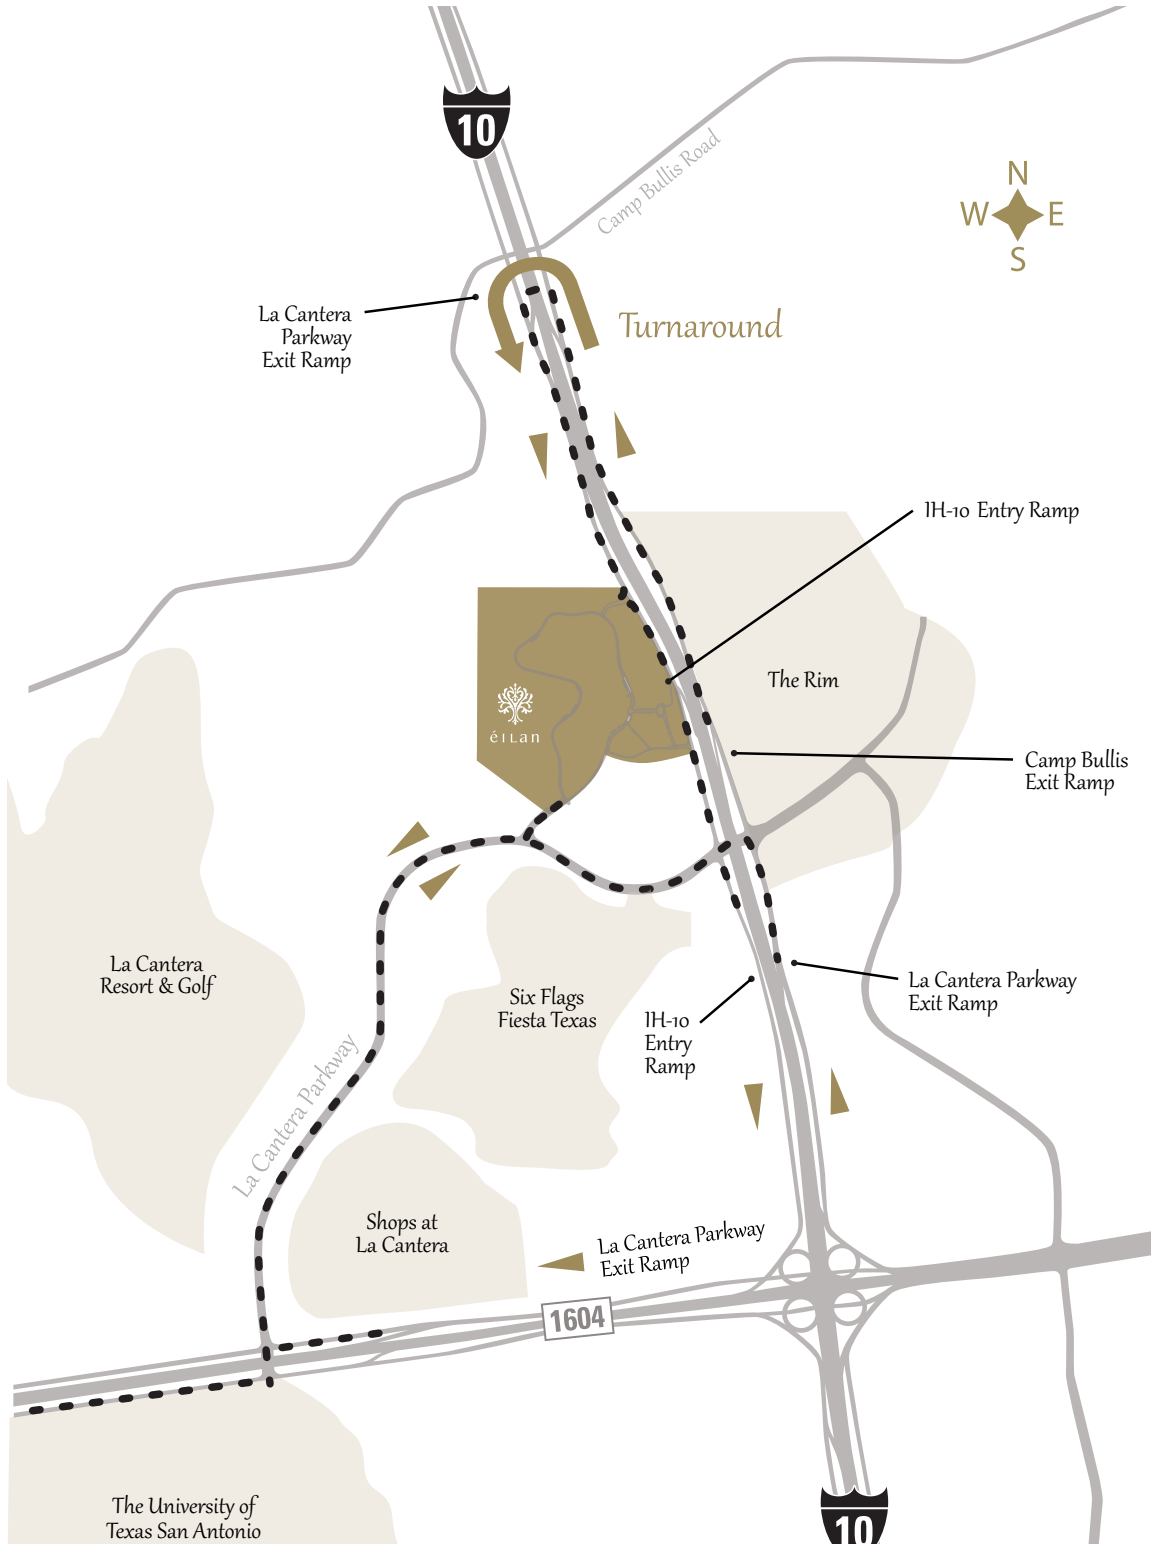 10
Camp Bullis Road
N
W E
S
La Cantera
Parkway
Exit Ramp
Turnaround
IH-10 Entry Ramp
The Rim
éilan
Camp Bullis
Exit Ramp
La Cantera
Resort & Golf
Six Flags
Fiesta Texas
La Cantera Parkway
Exit Ramp
IH-10
Entry
Ramp
La Cantera Parkway
Shops at
La Cantera
La Cantera Parkway
Exit Ramp
1604
The University of
Texas San Antonio
10